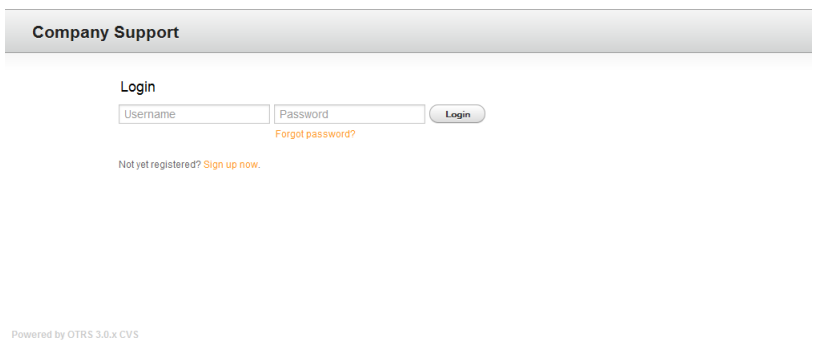 Company Support
Login
Username Password Login
Forgot password?
Not yet registered? Sign up now.
Powered by OTRS 3.0.x CVS